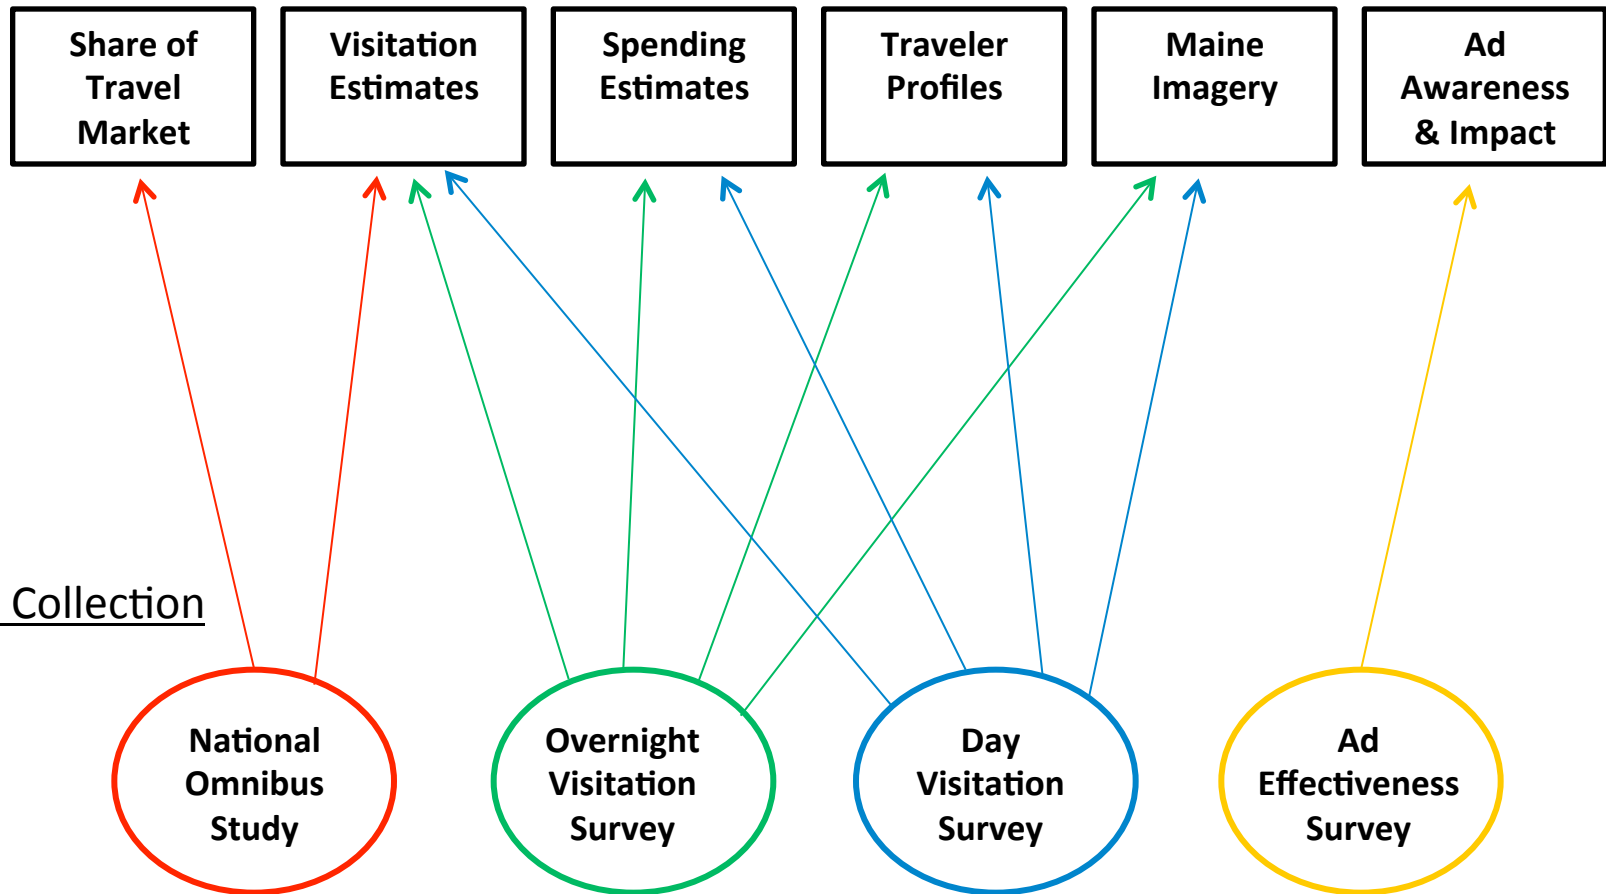 Share of
Travel
Market
Visitation
Estimates
Spending
Estimates
Traveler
Profiles
Maine
Imagery
Ad
Awareness
& Impact
Collection
National
Omnibus
Study
Overnight
Visitation
Survey
Day
Visitation
Survey
Ad
Effectiveness
Survey